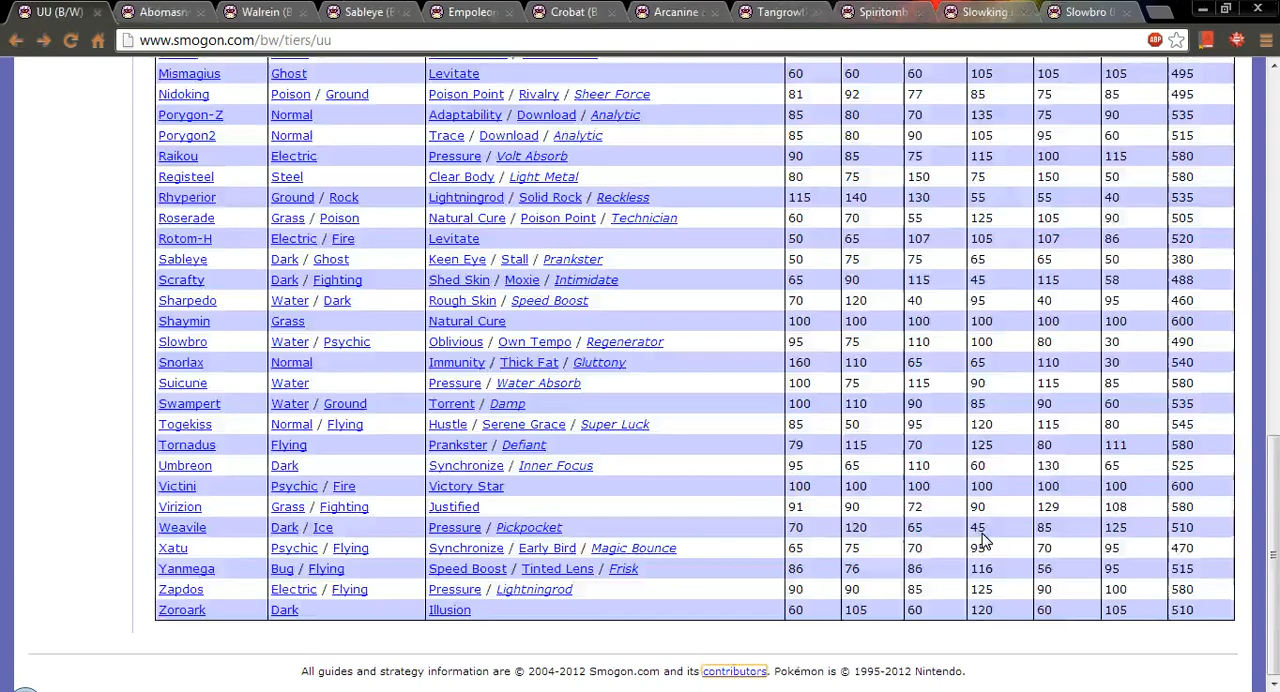 UU (B/W) Abomasn Walrein (B Sableye (B Empoleo Crobat (B Arcanine Tangrowt Spiritomb Slowking Slowbro (
www.smogon.com/bw/tiers/uu
Mismagius Ghost Levitate 60 60 60 105 105 105 495
Nidoking Poison / Ground Poison Point / Rivalry / Sheer Force 81 92 77 85 75 85 495
Porygon-Z Normal Adaptability / Download / Analytic 85 80 70 135 75 90 535
Porygon2 Normal Trace / Download / Analytic 85 80 90 105 95 60 515
Raikou Electric Pressure / Volt Absorb 90 85 75 115 100 115 580
Registeel Steel Clear Body / Light Metal 80 75 150 75 150 50 580
Rhyperior Ground / Rock Lightningrod / Solid Rock / Reckless 115 140 130 55 55 40 535
Roserade Grass / Poison Natural Cure / Poison Point / Technician 60 70 55 125 105 90 505
Rotom-H Electric / Fire Levitate 50 65 107 105 107 86 520
Sableye Dark / Ghost Keen Eye / Stall / Prankster 50 75 75 65 65 50 380
Scrafty Dark / Fighting Shed Skin / Moxie / Intimidate 65 90 115 45 115 58 488
Sharpedo Water / Dark Rough Skin / Speed Boost 70 120 40 95 40 95 460
Shaymin Grass Natural Cure 100 100 100 100 100 100 600
Slowbro Water / Psychic Oblivious / Own Tempo / Regenerator 95 75 110 100 80 30 490
Snorlax Normal Immunity / Thick Fat / Gluttony 160 110 65 65 110 30 540
Suicune Water Pressure / Water Absorb 100 75 115 90 115 85 580
Swampert Water / Ground Torrent / Damp 100 110 90 85 90 60 535
Togekiss Normal / Flying Hustle / Serene Grace / Super Luck 85 50 95 120 115 80 545
Tornadus Flying Prankster / Defiant 79 115 70 125 80 111 580
Umbreon Dark Synchronize / Inner Focus 95 65 110 60 130 65 525
Victini Psychic / Fire Victory Star 100 100 100 100 100 100 600
Virizion Grass / Fighting Justified 91 90 72 90 129 108 580
Weavile Dark / Ice Pressure / Pickpocket 70 120 65 45 85 125 510
Xatu Psychic / Flying Synchronize / Early Bird / Magic Bounce 65 75 70 95 70 95 470
Yanmega Bug / Flying Speed Boost / Tinted Lens / Frisk 86 76 86 116 56 95 515
Zapdos Electric / Flying Pressure / Lightningrod 90 90 85 125 90 100 580
Zoroark Dark Illusion 60 105 60 120 60 105 510
All guides and strategy information are © 2004-2012 Smogon.com and its contributors. Pokémon is © 1995-2012 Nintendo.